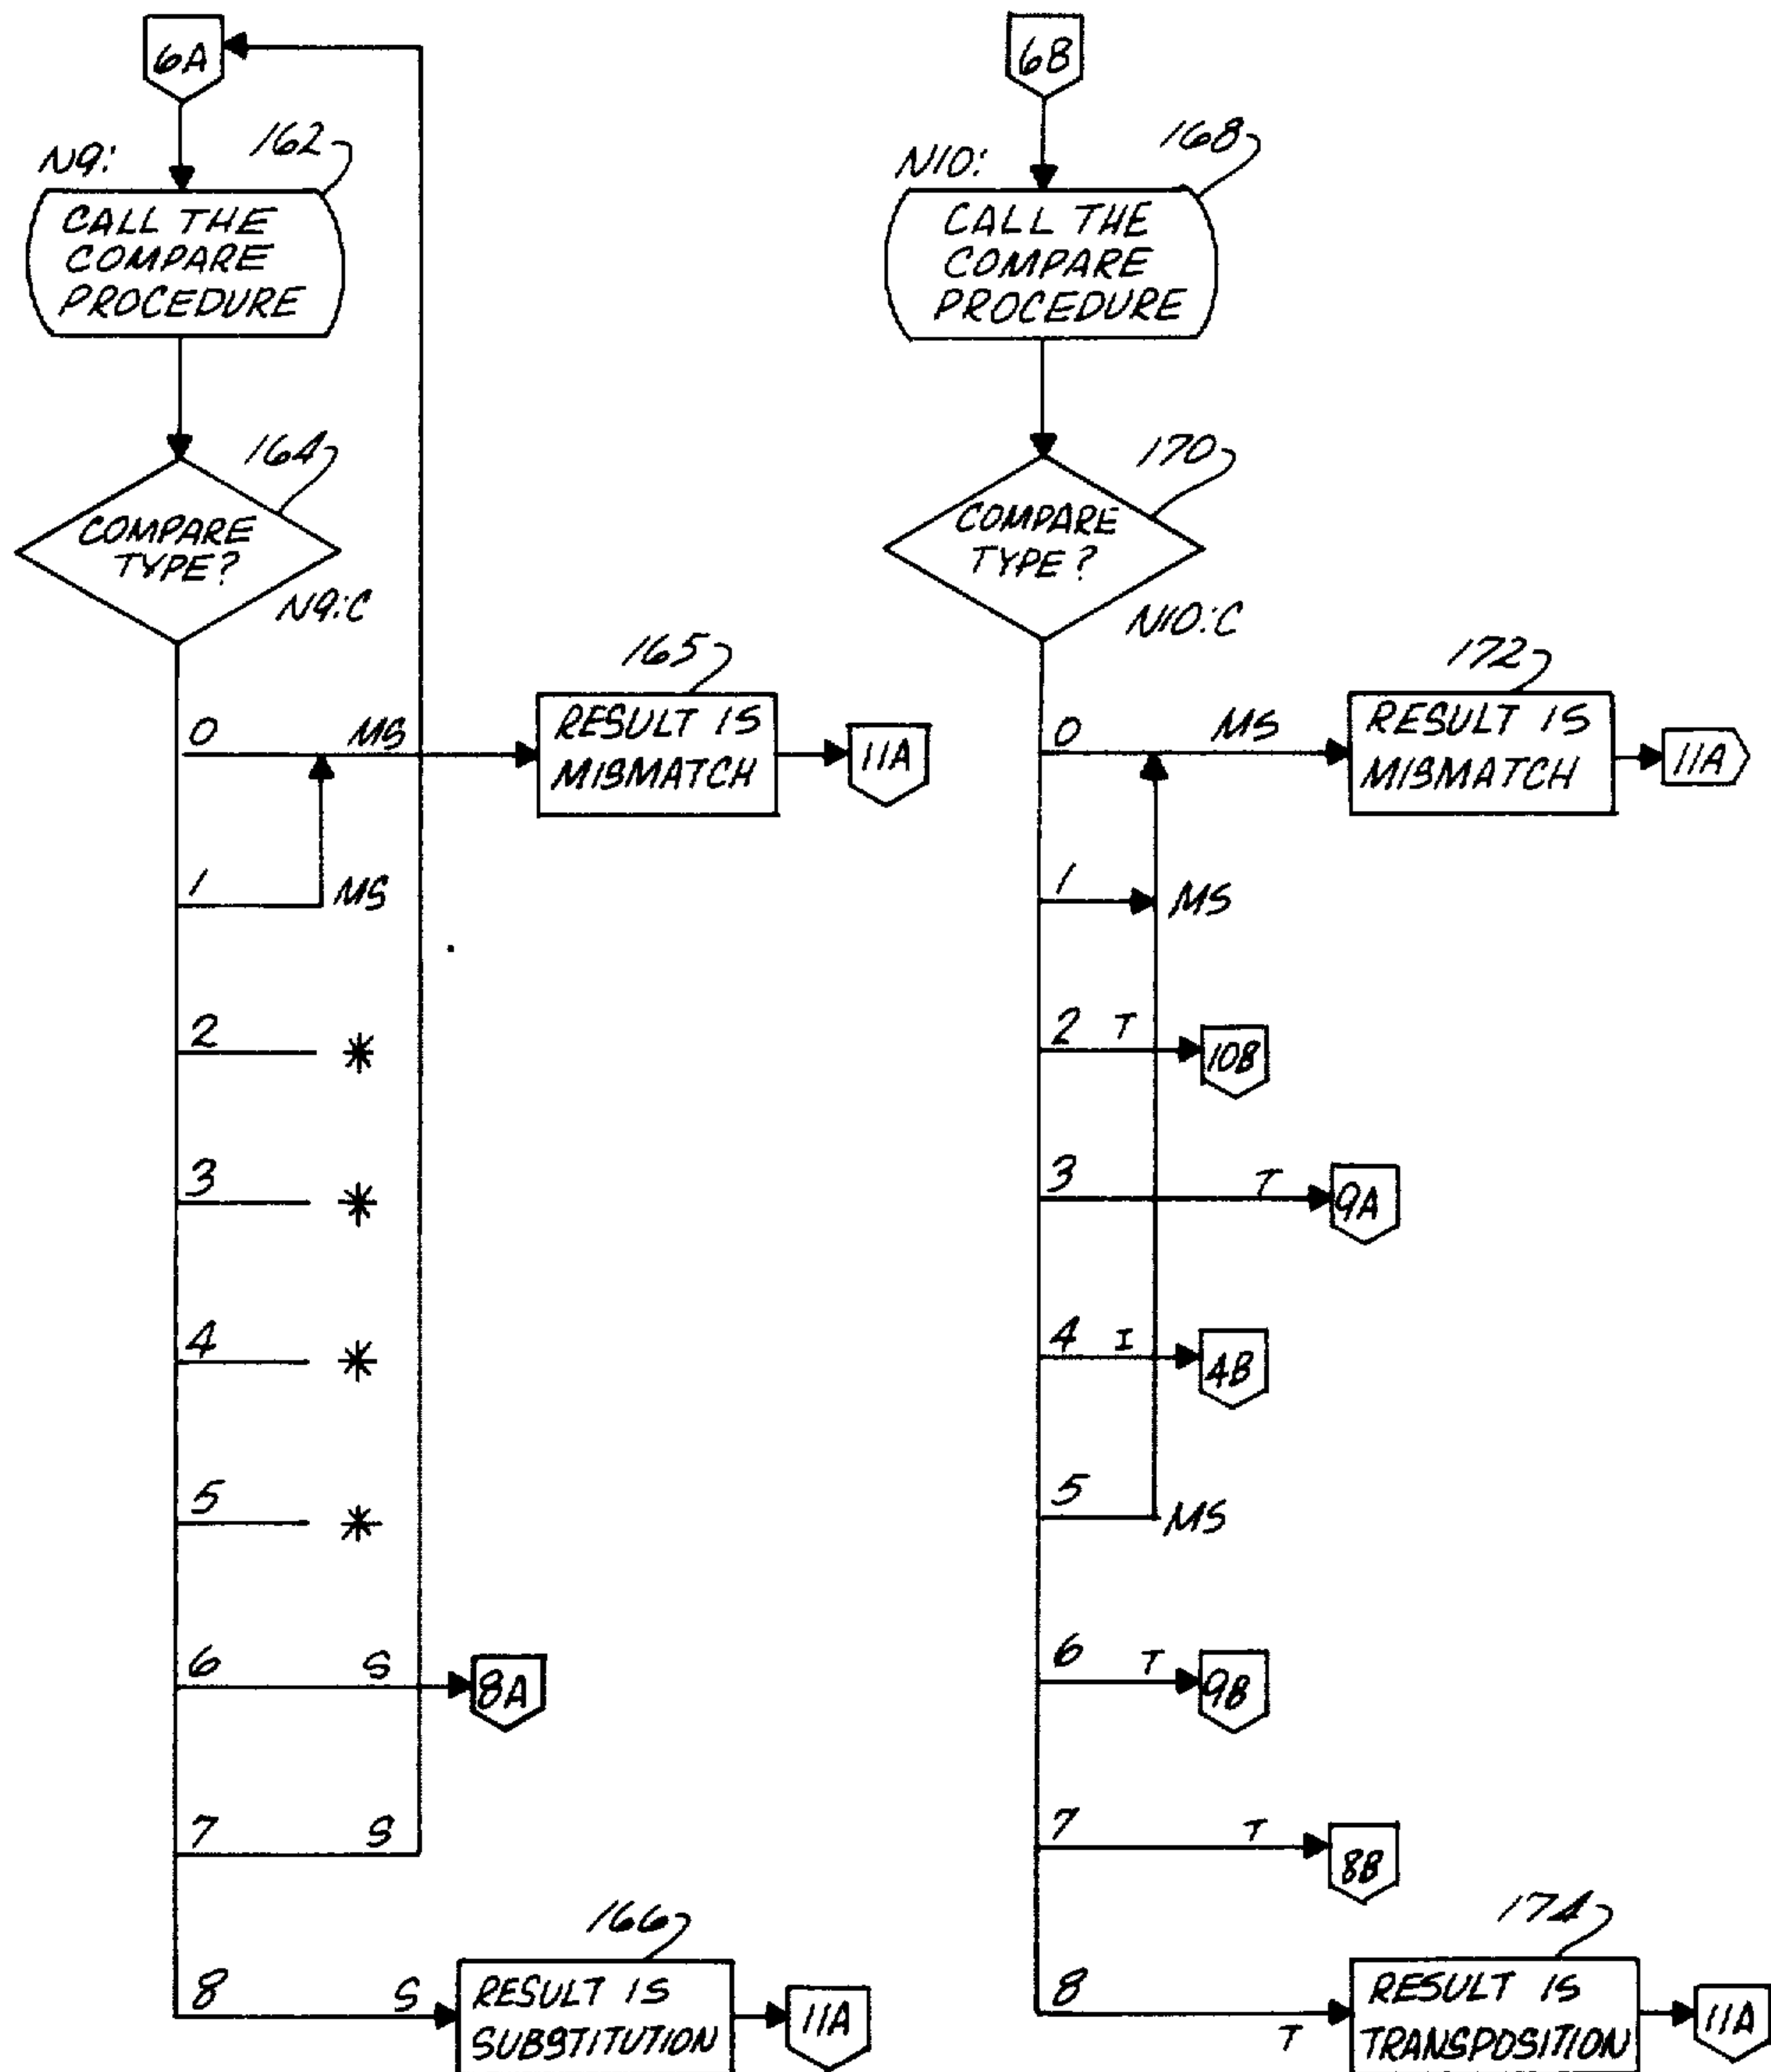 6A
N9:
162
CALL THE
COMPARE
PROCEDURE
164
COMPARE
TYPE?
N9:C
0 MS
165
RESULT IS
MISMATCH
11A
1 MS
2 *
3 *
4 *
5 *
6 S
8A
7 S
8 S
166
RESULT IS
SUBSTITUTION
11A
6B
N10:
168
CALL THE
COMPARE
PROCEDURE
170
COMPARE
TYPE?
N10:C
0 MS
172
RESULT IS
MISMATCH
11A
1 MS
2 T
10B
3 T
9A
4 I
4B
5 MS
6 T
9B
7 T
8B
8 T
174
RESULT IS
TRANSPOSITION
11A